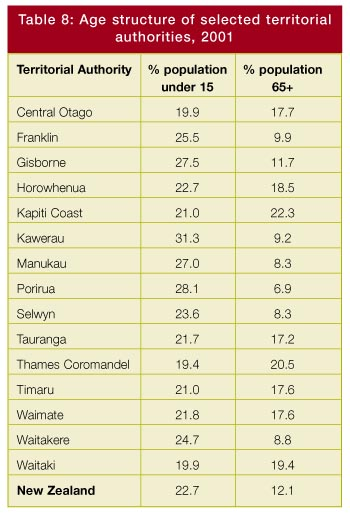 Table 8: Age structure of selected territorial
authorities, 2001
Territorial Authority % population under 15 % population 65+
Central Otago 19.9 17.7
Franklin 25.5 9.9
Gisborne 27.5 11.7
Horowhenua 22.7 18.5
Kapiti Coast 21.0 22.3
Kawerau 31.3 9.2
Manukau 27.0 8.3
Porirua 28.1 6.9
Selwyn 23.6 8.3
Tauranga 21.7 17.2
Thames Coromandel 19.4 20.5
Timaru 21.0 17.6
Waimate 21.8 17.6
Waitakere 24.7 8.8
Waitaki 19.9 19.4
New Zealand 22.7 12.1